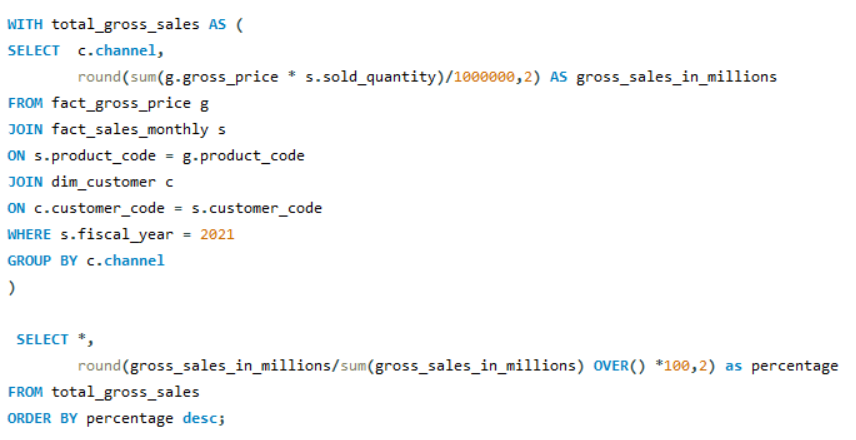 WITH total_gross_sales AS (
SELECT  c.channel,
        round(sum(g.gross_price * s.sold_quantity)/1000000,2) AS gross_sales_in_millions
FROM fact_gross_price g
JOIN fact_sales_monthly s
ON s.product_code = g.product_code
JOIN dim_customer c
ON c.customer_code = s.customer_code
WHERE s.fiscal_year = 2021
GROUP BY c.channel
)
 SELECT *,
        round(gross_sales_in_millions/sum(gross_sales_in_millions) OVER() *100,2) as percentage
FROM total_gross_sales
ORDER BY percentage desc;